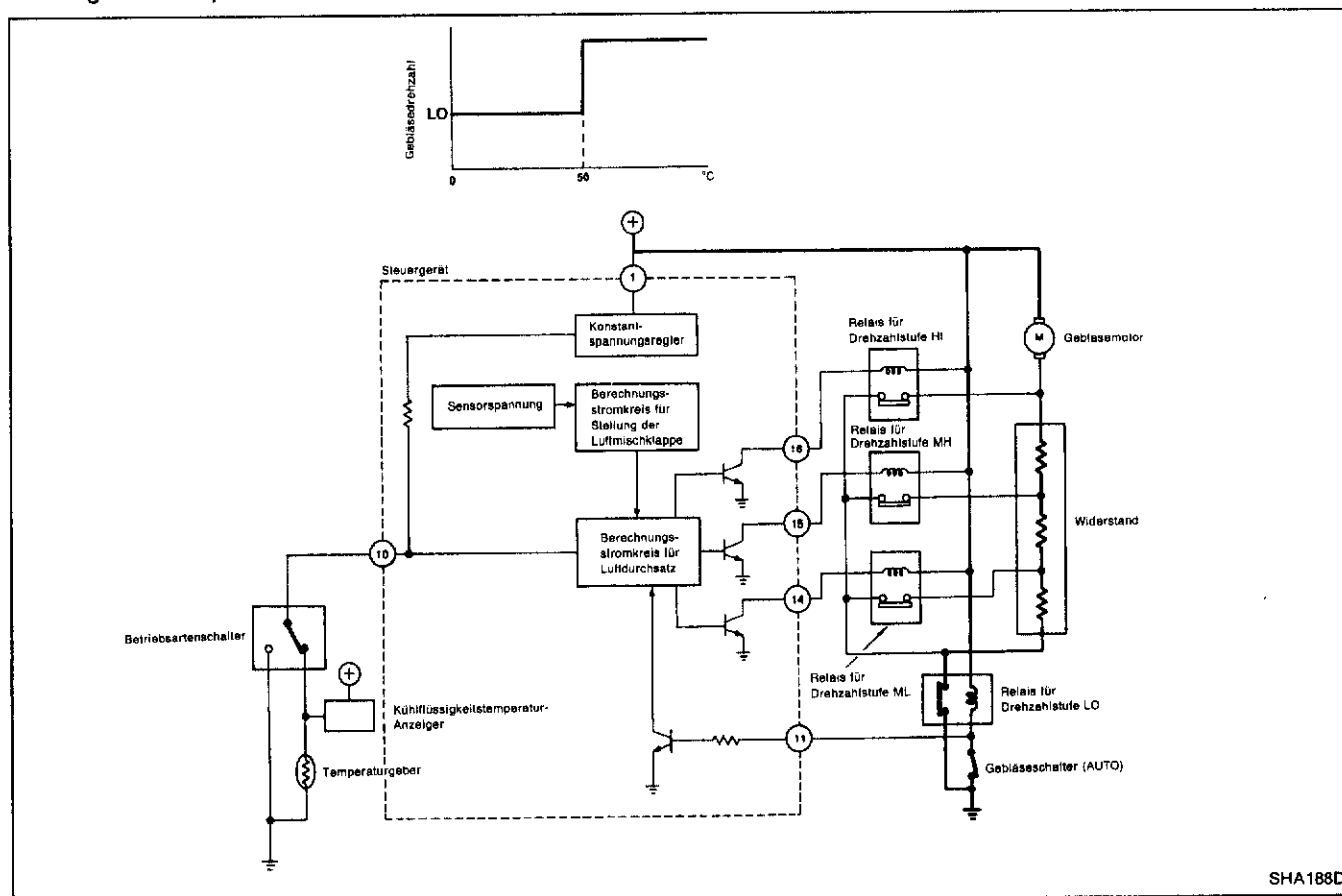 Gebläsedrehzahl
LO
0
50
°C
+
Steuergerät
1
Konstant-
spannungsregler
Sensorspannung
Berechnungs-
stromkreis für
Stellung der
Luftmischklappe
Berechnungs-
stromkreis für
Luftdurchsatz
10
16
15
14
11
Relais für
Drehzahlstufe HI
Relais für
Drehzahlstufe MH
Relais für
Drehzahlstufe ML
Relais für
Drehzahlstufe LO
M
Gebläsemotor
Widerstand
Gebläseschalter (AUTO)
Betriebsartenschalter
+
Kühlflüssigkeitstemperatur-
Anzeiger
Temperaturgeber
SHA188D